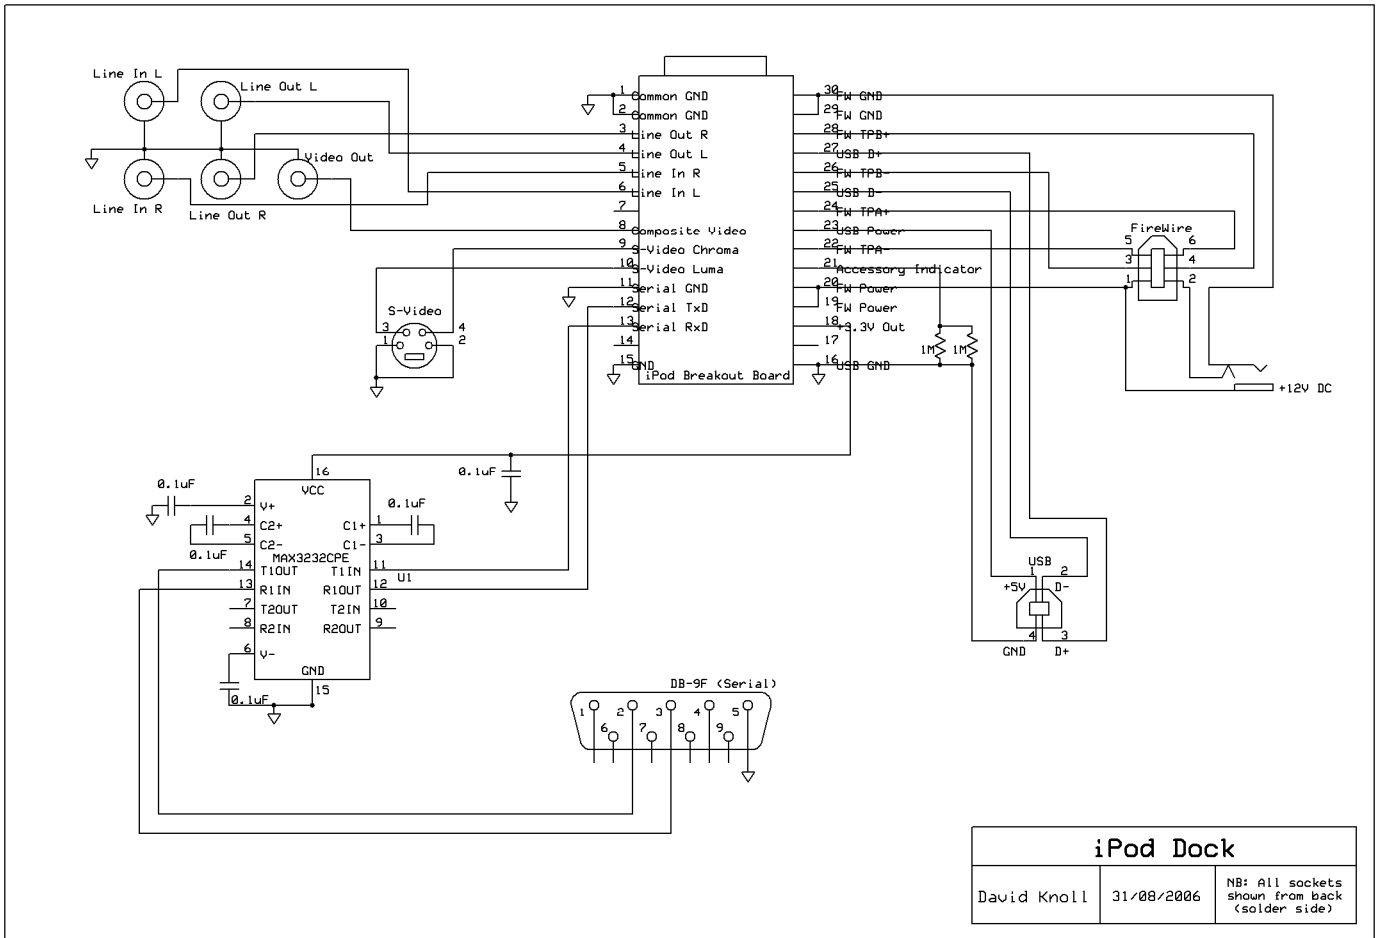 Line In L
Line Out L
Video Out
Line In R
Line Out R
1 Common GND
2 Common GND
3 Line Out R
4 Line Out L
5 Line In R
6 Line In L
7
8 Composite Video
9 S-Video Chroma
10 S-Video Luma
11 Serial GND
12 Serial TxD
13 Serial RxD
14
15 GND
iPod Breakout Board
30 FW GND
29 FW GND
28 FW TPB+
27 USB D+
26 FW TPB-
25 USB D-
24 FW TPA+
23 USB Power
22 FW TPA-
21 Accessory Indicator
20 FW Power
19 FW Power
18 +3.3V Out
17
16 USB GND
1M 1M
FireWire
5 6
3 4
1 2
+12V DC
S-Video
3 4
1 2
0.1uF
16
VCC
0.1uF
0.1uF
2 V+
4 C2+
5 C2-
0.1uF
C1+ 1
C1- 3
MAX3232CPE
U1
14 T1OUT
13 R1IN
7 T2OUT
8 R2IN
6 V-
T1IN 11
R1OUT 12
T2IN 10
R2OUT 9
GND
15
0.1uF
USB
1 2
+5V D-
4 3
GND D+
DB-9F (Serial)
1 2 3 4 5
6 7 8 9
iPod Dock
David Knoll
31/08/2006
NB: All sockets
shown from back
(solder side)